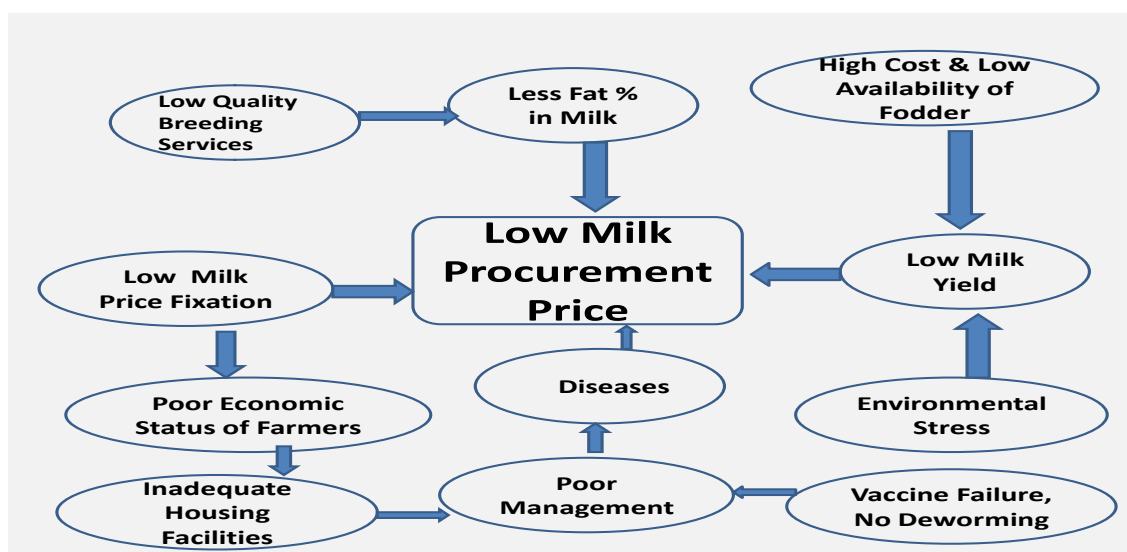 Low Quality
Breeding
Services
Less Fat %
in Milk
High Cost & Low
Availability of
Fodder
Low Milk
Procurement
Price
Low Milk
Price Fixation
Low Milk
Yield
Diseases
Poor Economic
Status of Farmers
Environmental
Stress
Inadequate
Housing
Facilities
Poor
Management
Vaccine Failure,
No Deworming